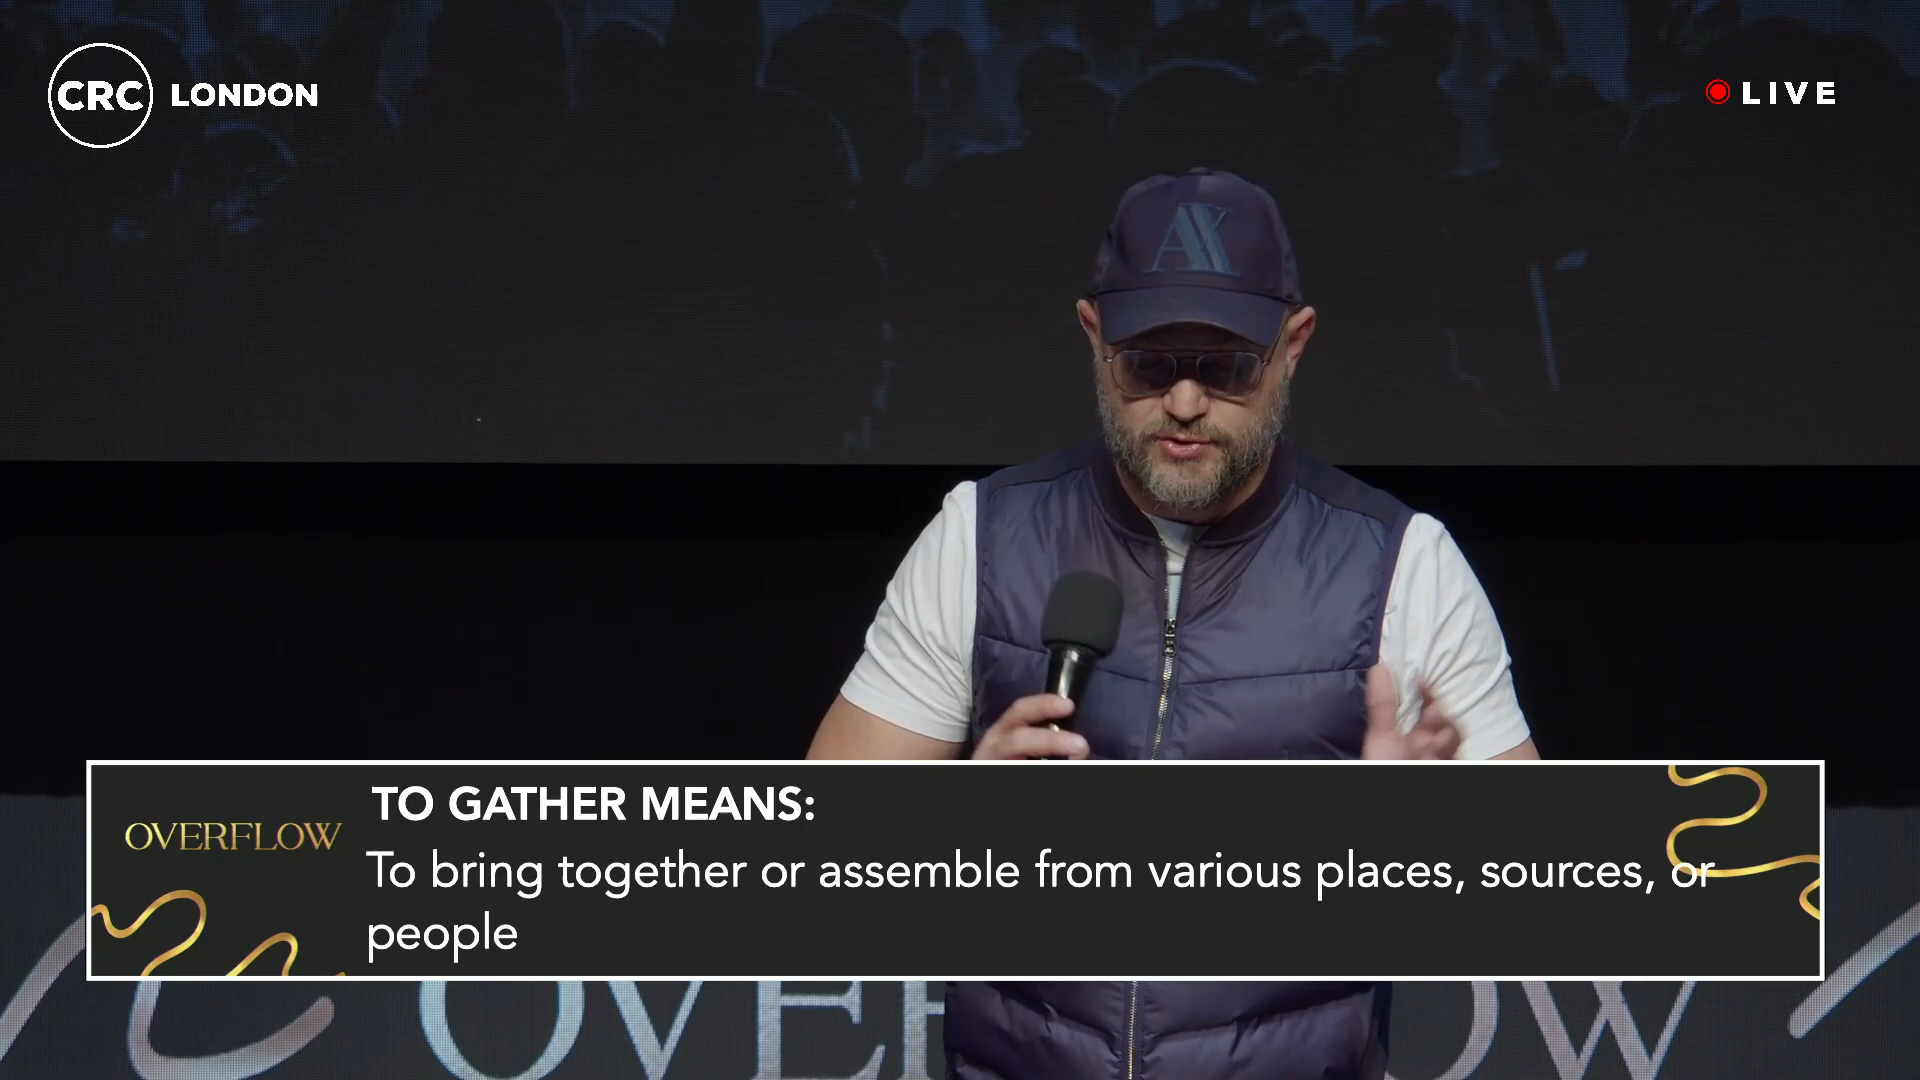 CRC LONDON
LIVE
AX
TO GATHER MEANS:
OVERFLOW
To bring together or assemble from various places, sources, or
people
OVERFLOW